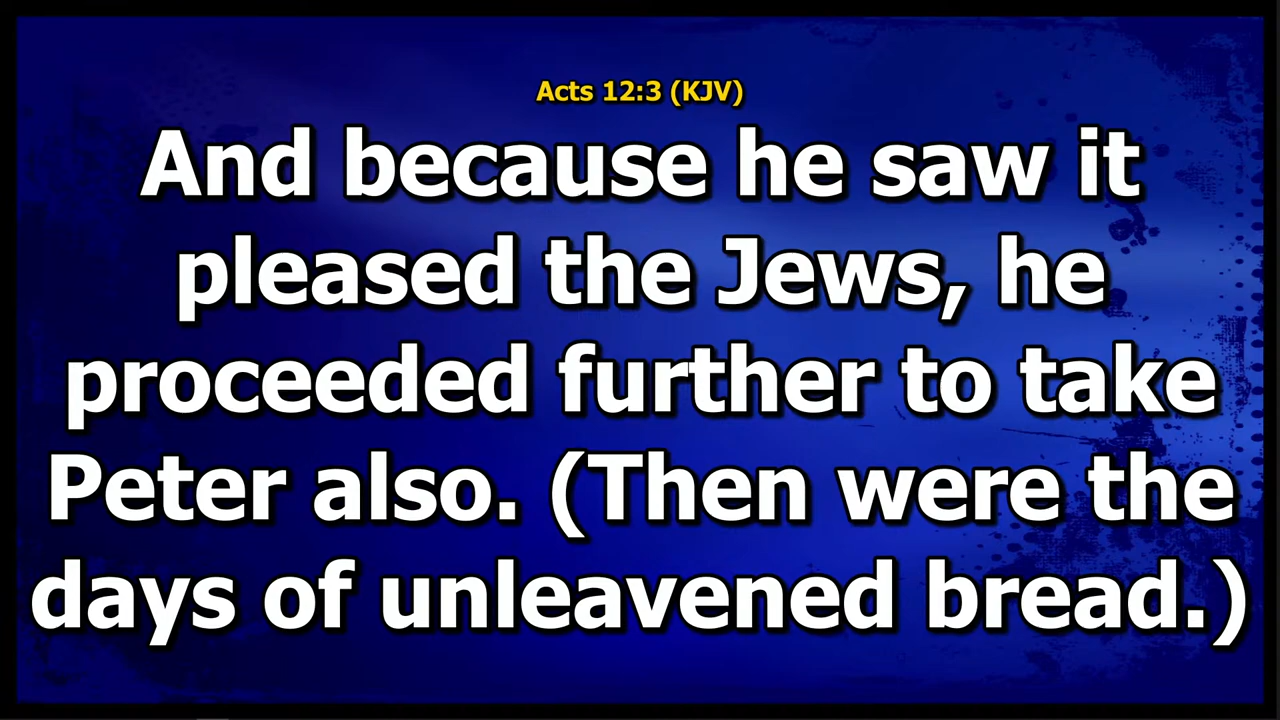 Acts 12:3 (KJV)
And because he saw it
pleased the Jews, he
proceeded further to take
Peter also. (Then were the
days of unleavened bread.)